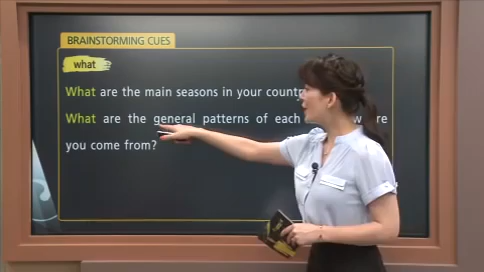 BRAINSTORMING CUES
what
What are the main seasons in your
What are the general patterns of each
you come from?